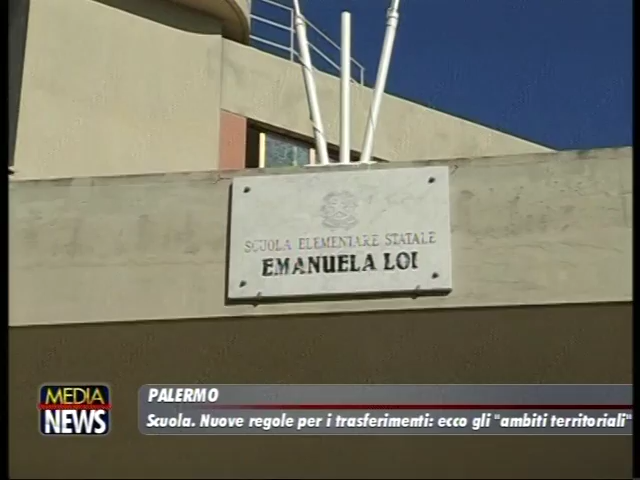 SCUOLA ELEMENTARE STATALE
EMANUELA LOI
MEDIA
NEWS
PALERMO
Scuola. Nuove regole per i trasferimenti: ecco gli "ambiti territoriali"